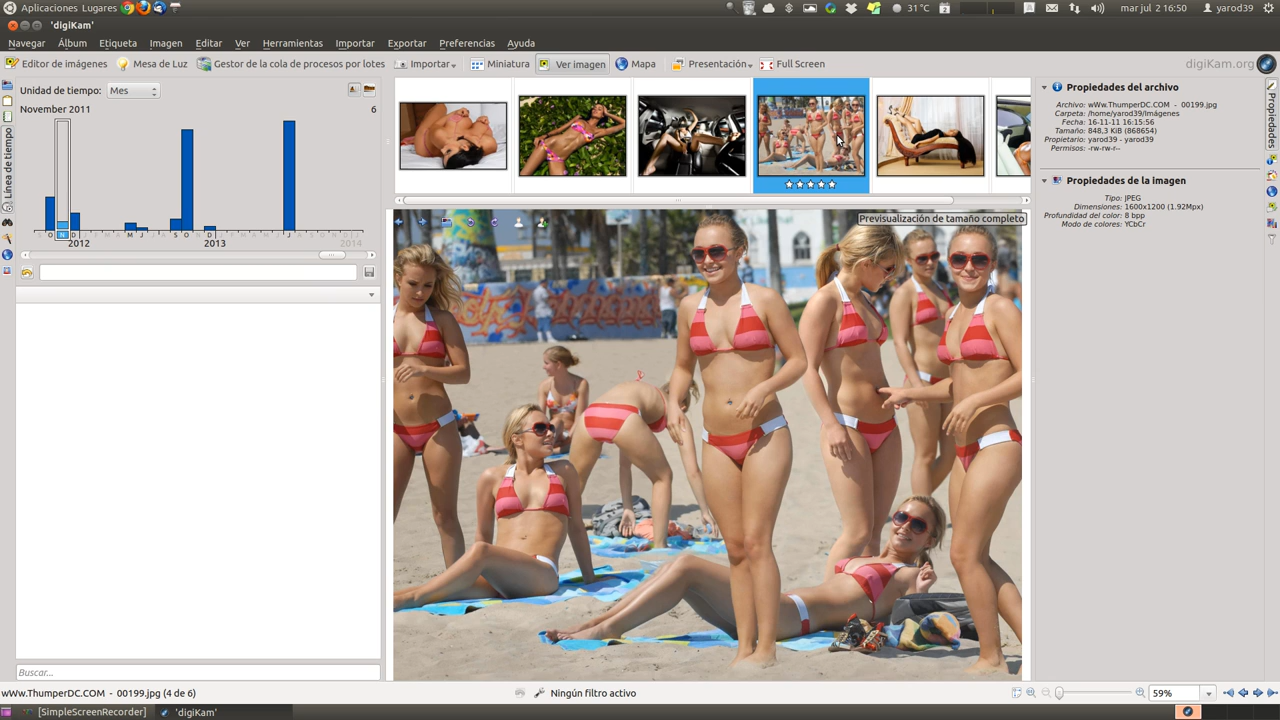 Aplicaciones Lugares
31 °C
mar jul 2 16:50
yarod39
'digiKam'
Navegar Álbum Etiqueta Imagen Editar Ver Herramientas Importar Exportar Preferencias Ayuda
Editor de imágenes Mesa de Luz Gestor de la cola de procesos por lotes Importar Miniatura Ver imagen Mapa Presentación Full Screen digiKam.org
Unidad de tiempo: Mes
November 2011 6
O N D M J S O D J
2012 2013 2014
Línea de tiempo
Buscar...
Previsualización de tamaño completo
Propiedades del archivo
Archivo: wWw.ThumperDC.COM - 00199.jpg
Carpeta: /home/yarod39/Imágenes
Fecha: 16-11-11 16:15:56
Tamaño: 848,3 KiB (868654)
Propietario: yarod39 - yarod39
Permisos: -rw-rw-r--
Propiedades de la imagen
Tipo: JPEG
Dimensiones: 1600x1200 (1.92Mpx)
Profundidad del color: 8 bpp
Modo de colores: YCbCr
Propiedades
wWw.ThumperDC.COM - 00199.jpg (4 de 6)
Ningún filtro activo
59%
[SimpleScreenRecorder] 'digiKam'